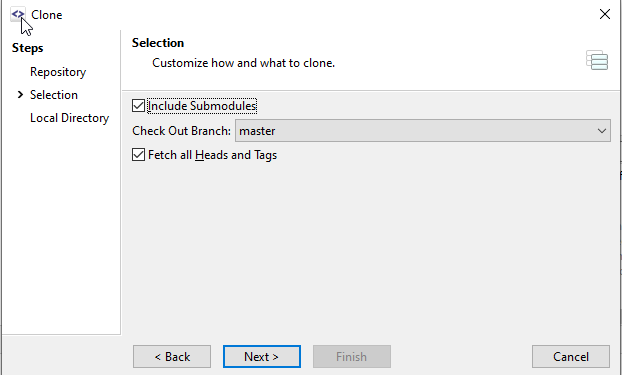 Clone
Steps
Repository
Selection
Local Directory
Selection
Customize how and what to clone.
Include Submodules
Check Out Branch: master
Fetch all Heads and Tags
< Back Next > Finish Cancel